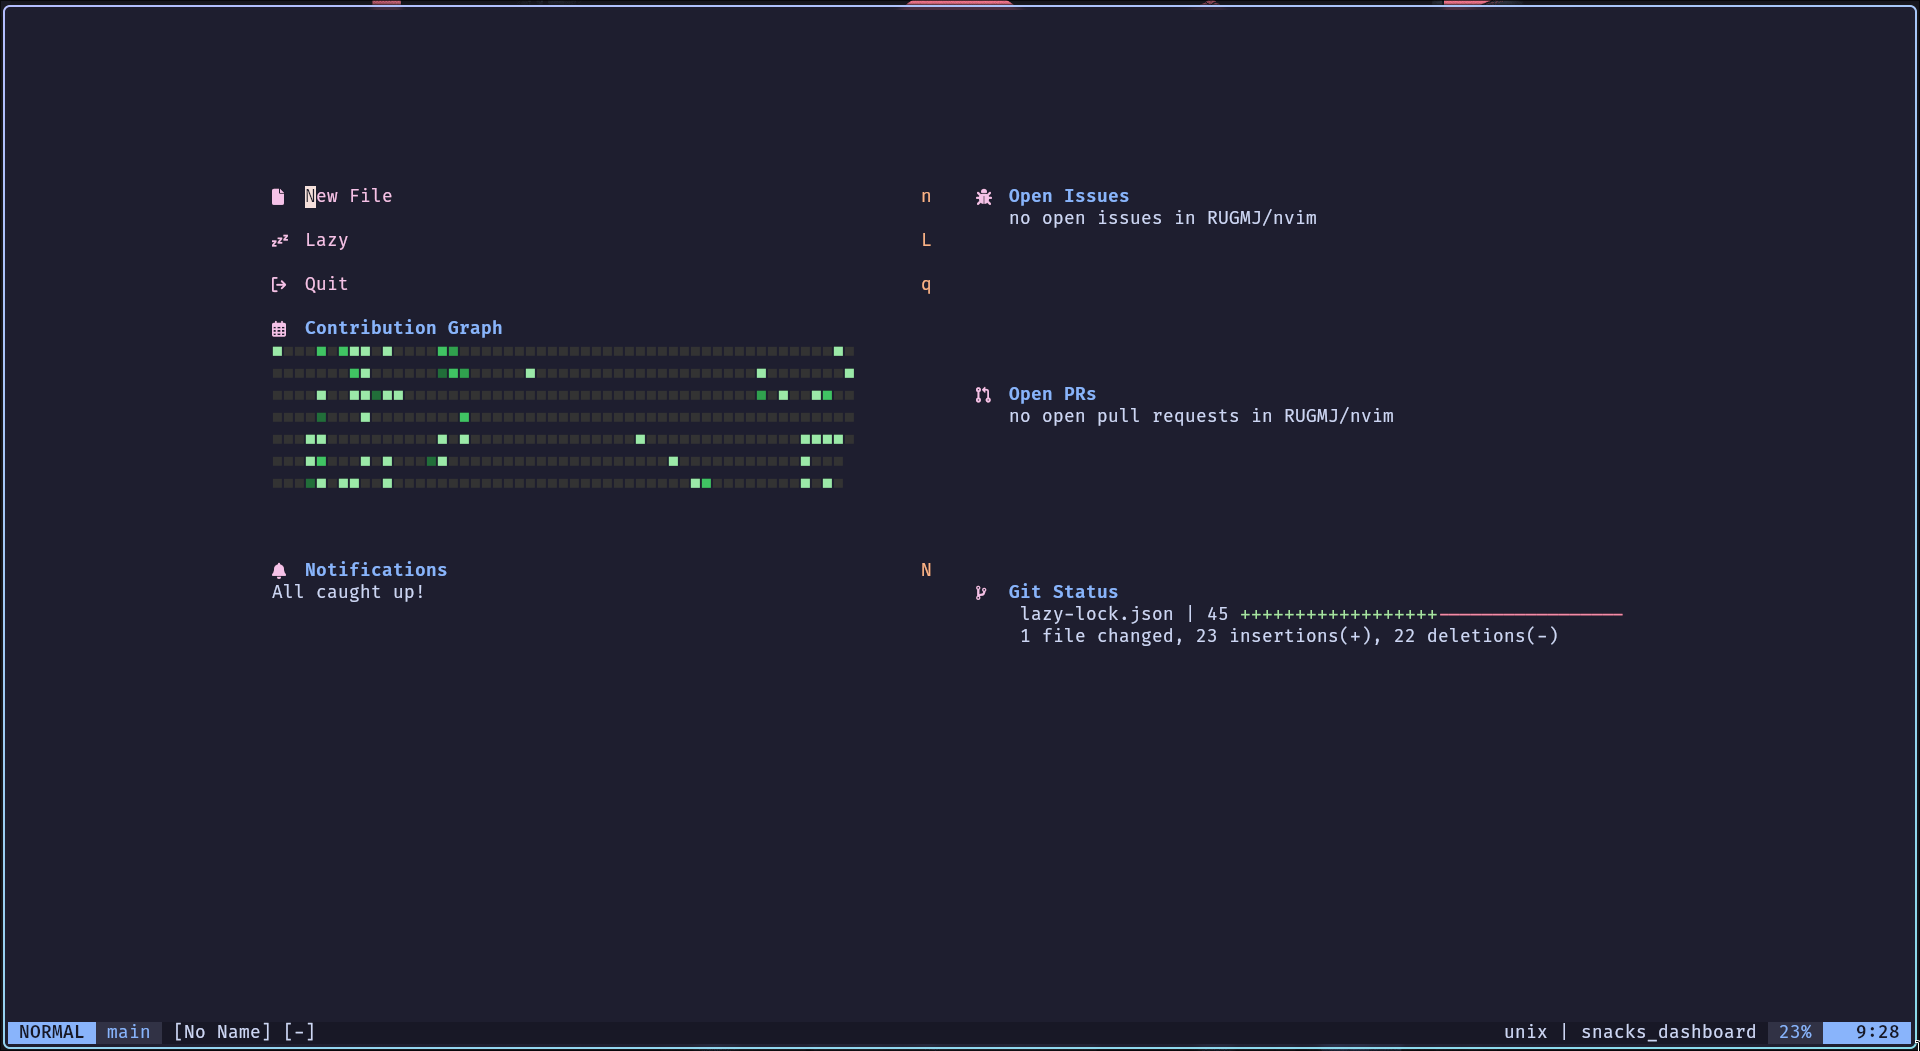 New File n
Lazy L
Quit q
Contribution Graph
Notifications N
All caught up!
Open Issues
no open issues in RUGMJ/nvim
Open PRs
no open pull requests in RUGMJ/nvim
Git Status
lazy-lock.json | 45 ++++++++++++++++++-----------------
1 file changed, 23 insertions(+), 22 deletions(-)
NORMAL main [No Name] [-] unix | snacks_dashboard 23% 9:28